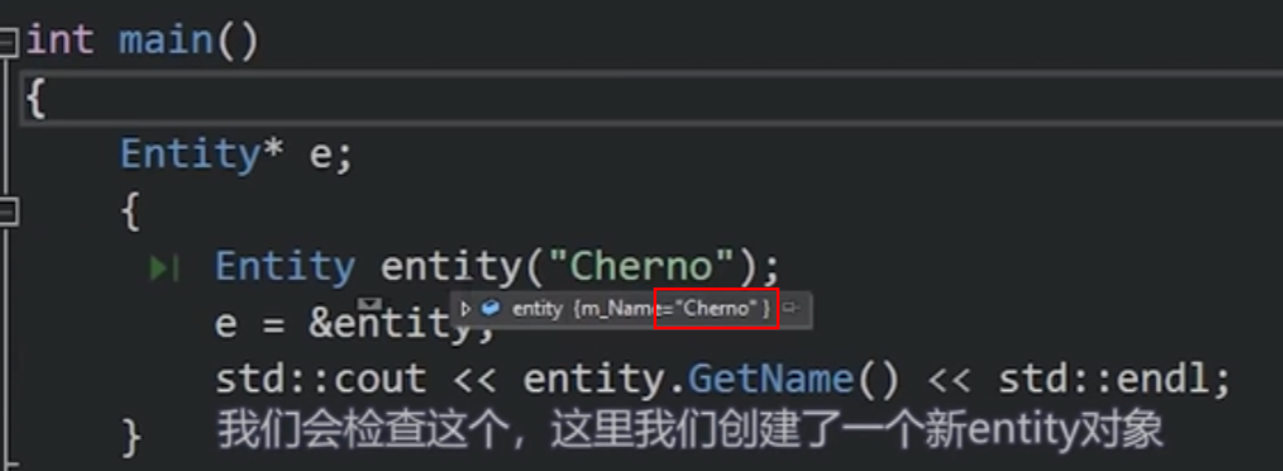 int main()
{
Entity* e;
{
Entity entity("Cherno");
entity {m_Name="Cherno" }
e = &entity;
std::cout << entity.GetName() << std::endl;
我们会检查这个，这里我们创建了一个新entity对象
}